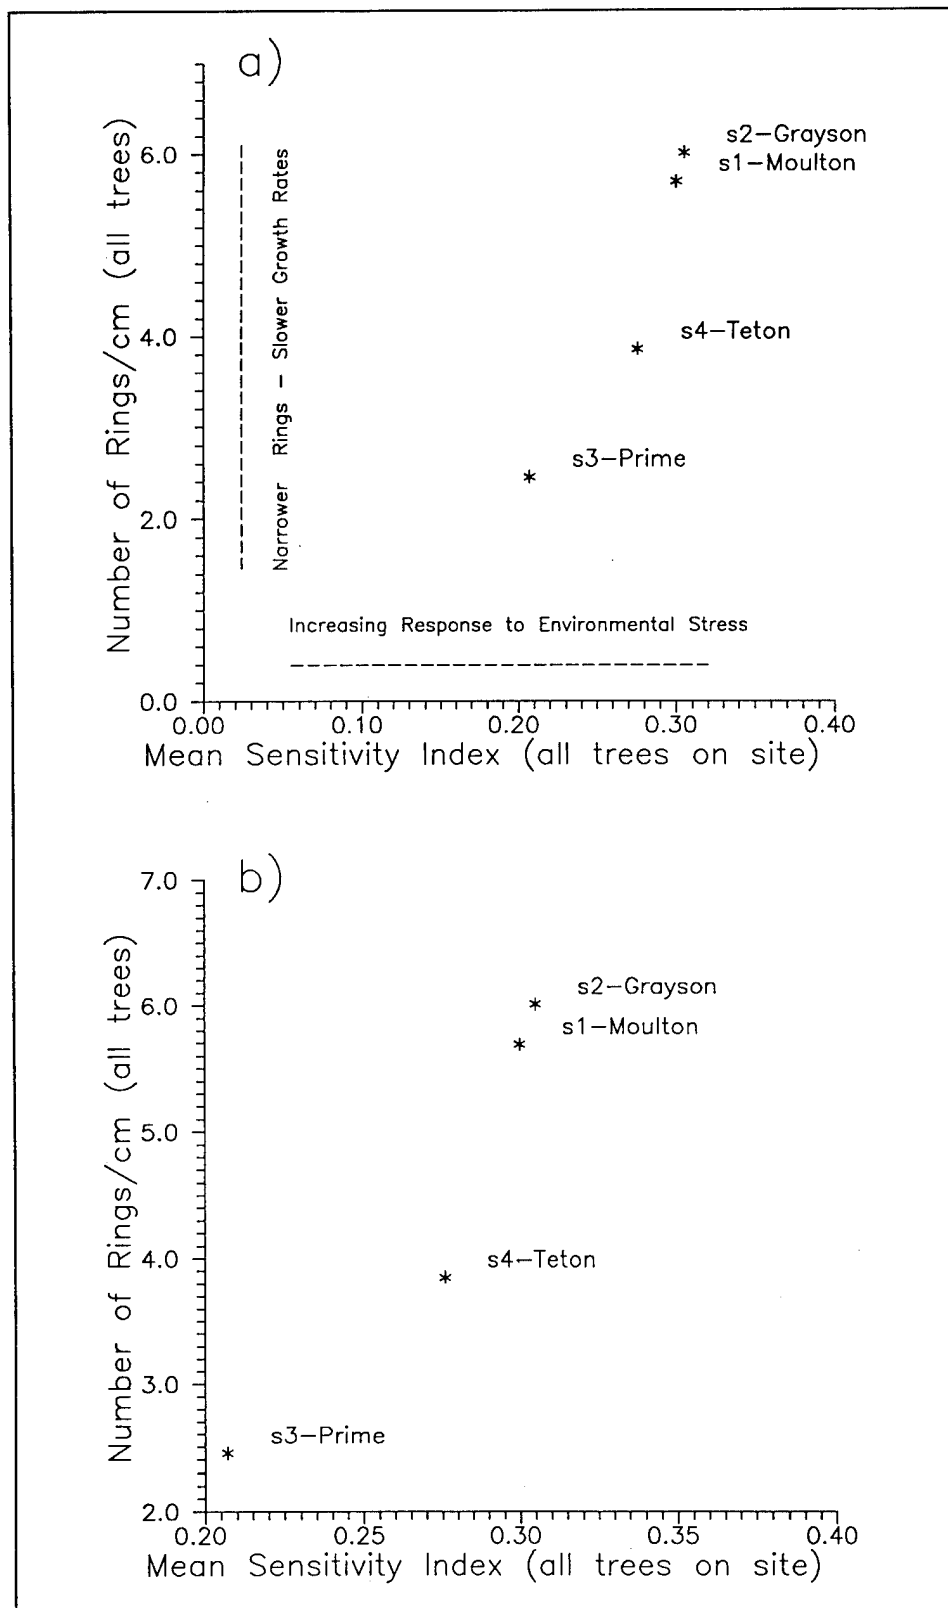 a)
Number of Rings/cm (all trees)
6.0
4.0
2.0
0.0
Narrower Rings – Slower Growth Rates
s2–Grayson
s1–Moulton
s4–Teton
s3–Prime
Increasing Response to Environmental Stress
0.00 0.10 0.20 0.30 0.40
Mean Sensitivity Index (all trees on site)
b)
Number of Rings/cm (all trees)
7.0
6.0
5.0
4.0
3.0
2.0
s2–Grayson
s1–Moulton
s4–Teton
s3–Prime
0.20 0.25 0.30 0.35 0.40
Mean Sensitivity Index (all trees on site)